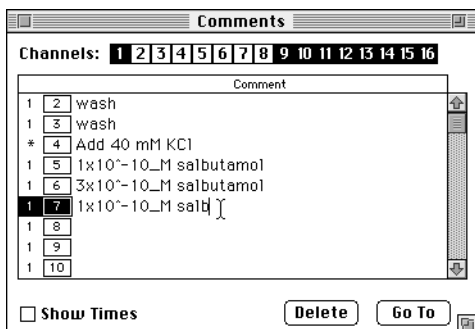 Comments
Channels: 1 2 3 4 5 6 7 8 9 10 11 12 13 14 15 16
Comment
1 2 wash
1 3 wash
* 4 Add 40 mM KCl
1 5 1x10^-10_M salbutamol
1 6 3x10^-10_M salbutamol
1 7 1x10^-10_M salb
1 8
1 9
1 10
Show Times Delete Go To